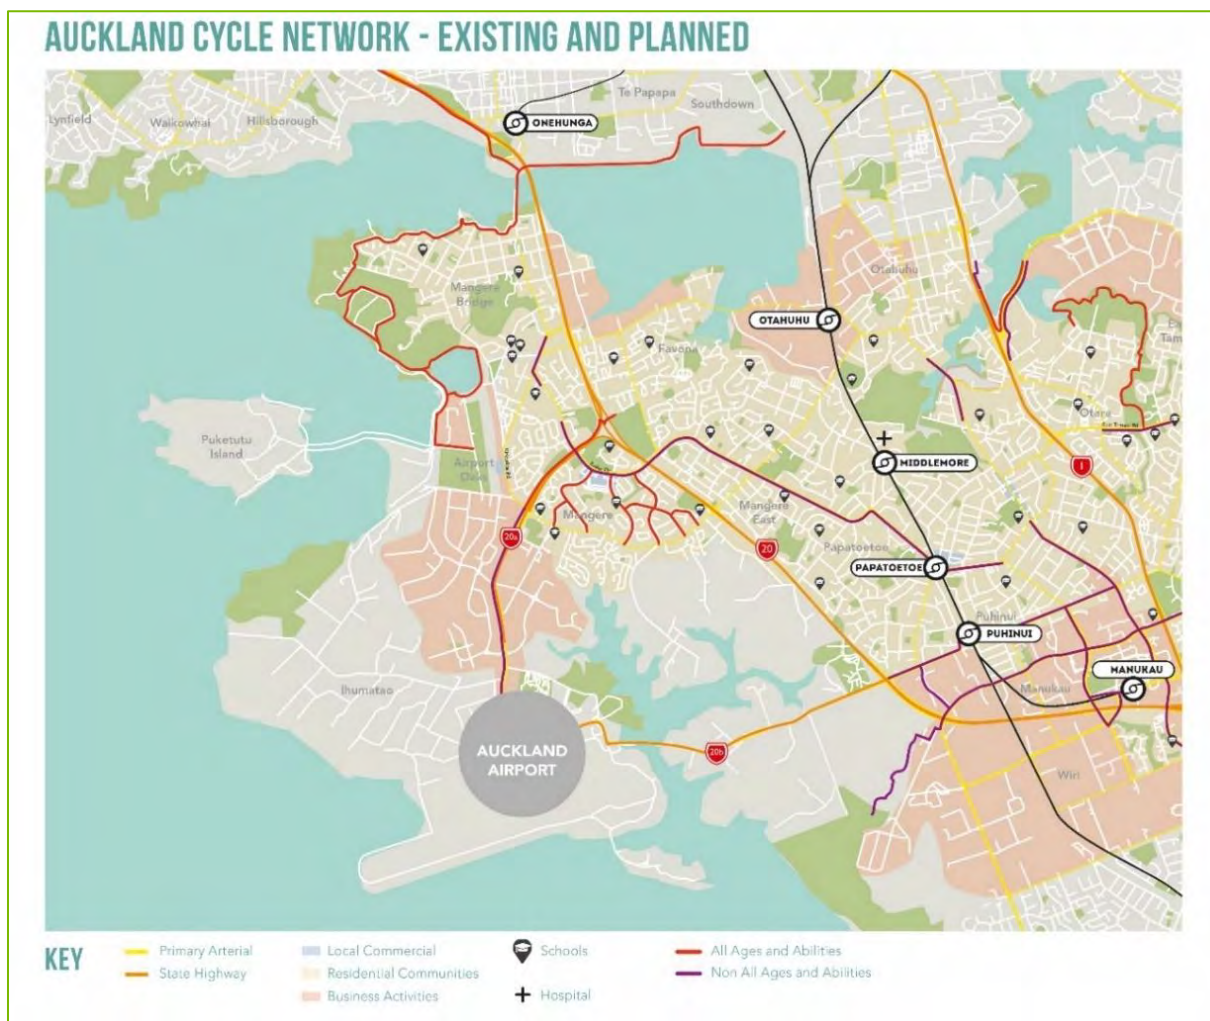 AUCKLAND CYCLE NETWORK - EXISTING AND PLANNED
Lynfield
Waikowhai
Hillsborough
ONEHUNGA
Te Papapa
Southdown
Mangere
Bridge
Otahuhu
OTAHUHU
Favona
Puketutu
Island
Airport
Oaks
Mangere
Mangere
East
MIDDLEMORE
Otara
1
20a
20
Papatoetoe
PAPATOETOE
Puhinui
PUHINUI
Manukau
MANUKAU
Ihumatao
AUCKLAND
AIRPORT
20b
Wiri
KEY
Primary Arterial
State Highway
Local Commercial
Residential Communities
Business Activities
Schools
Hospital
All Ages and Abilities
Non All Ages and Abilities